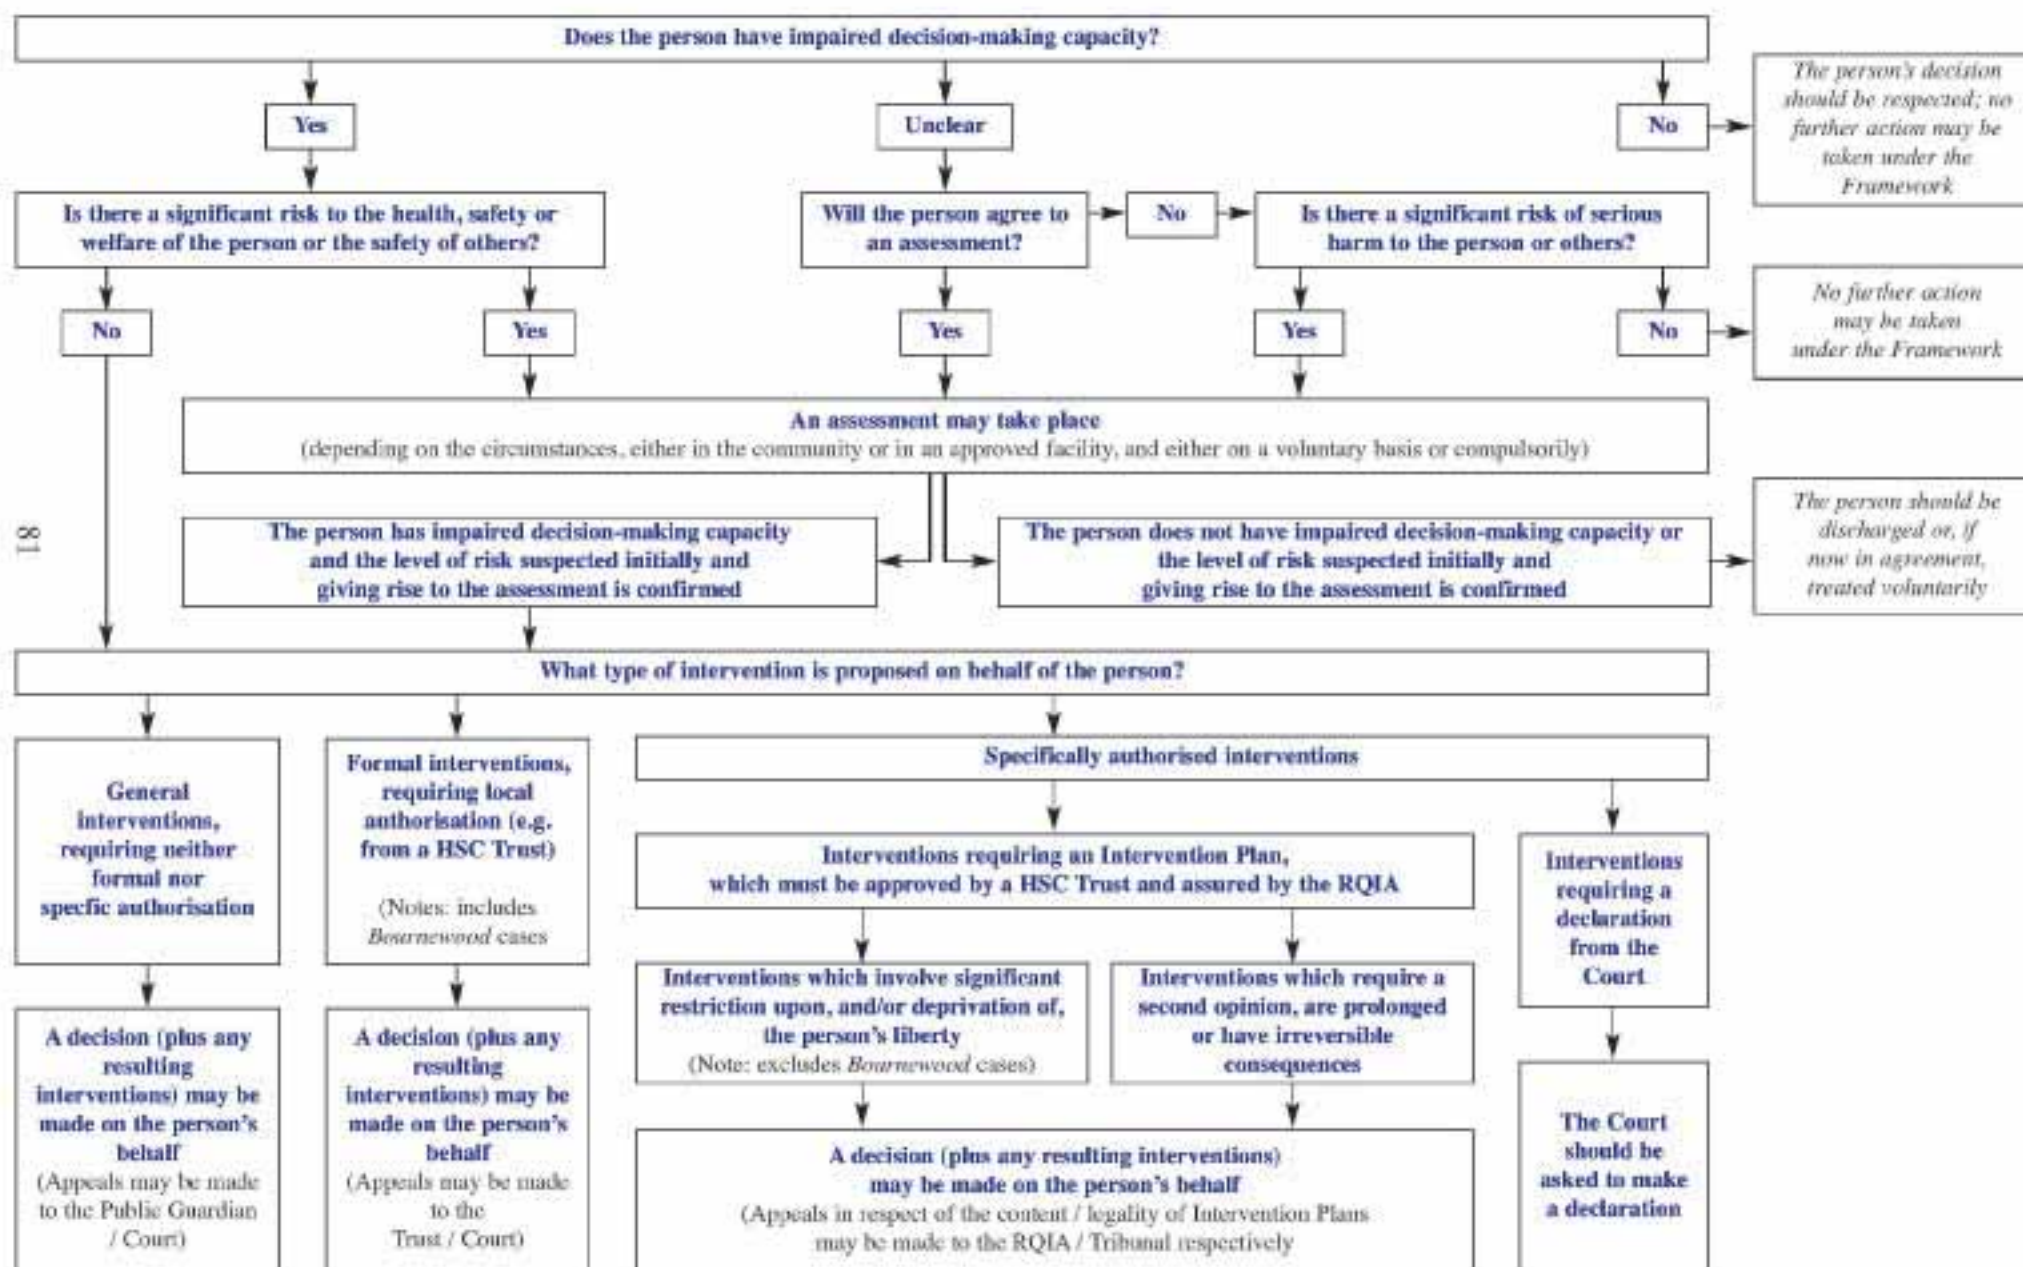 Does the person have impaired decision-making capacity?
Yes
Unclear
No
The person's decision
should be respected; no
further action may be
taken under the
Framework
Is there a significant risk to the health, safety or
welfare of the person or the safety of others?
Will the person agree to
an assessment?
No
Is there a significant risk of serious
harm to the person or others?
No
Yes
Yes
Yes
No
No further action
may be taken
under the Framework
An assessment may take place
(depending on the circumstances, either in the community or in an approved facility, and either on a voluntary basis or compulsorily)
81
The person has impaired decision-making capacity
and the level of risk suspected initially and
giving rise to the assessment is confirmed
The person does not have impaired decision-making capacity or
the level of risk suspected initially and
giving rise to the assessment is confirmed
The person should be
discharged or, if
now in agreement,
treated voluntarily
What type of intervention is proposed on behalf of the person?
General
interventions,
requiring neither
formal nor
specfic authorisation
Formal interventions,
requiring local
authorisation (e.g.
from a HSC Trust)
(Notes: includes
Bournewood cases
Specifically authorised interventions
Interventions requiring an Intervention Plan,
which must be approved by a HSC Trust and assured by the RQIA
Interventions
requiring a
declaration
from the
Court
Interventions which involve significant
restriction upon, and/or deprivation of,
the person's liberty
(Note: excludes Bournewood cases)
Interventions which require a
second opinion, are prolonged
or have irreversible
consequences
A decision (plus any
resulting
interventions) may be
made on the person's
behalf
(Appeals may be made
to the Public Guardian
/ Court)
A decision (plus any
resulting
interventions) may be
made on the person's
behalf
(Appeals may be made
to the
Trust / Court)
A decision (plus any resulting interventions)
may be made on the person's behalf
(Appeals in respect of the content / legality of Intervention Plans
may be made to the RQIA / Tribunal respectively
The Court
should be
asked to make
a declaration